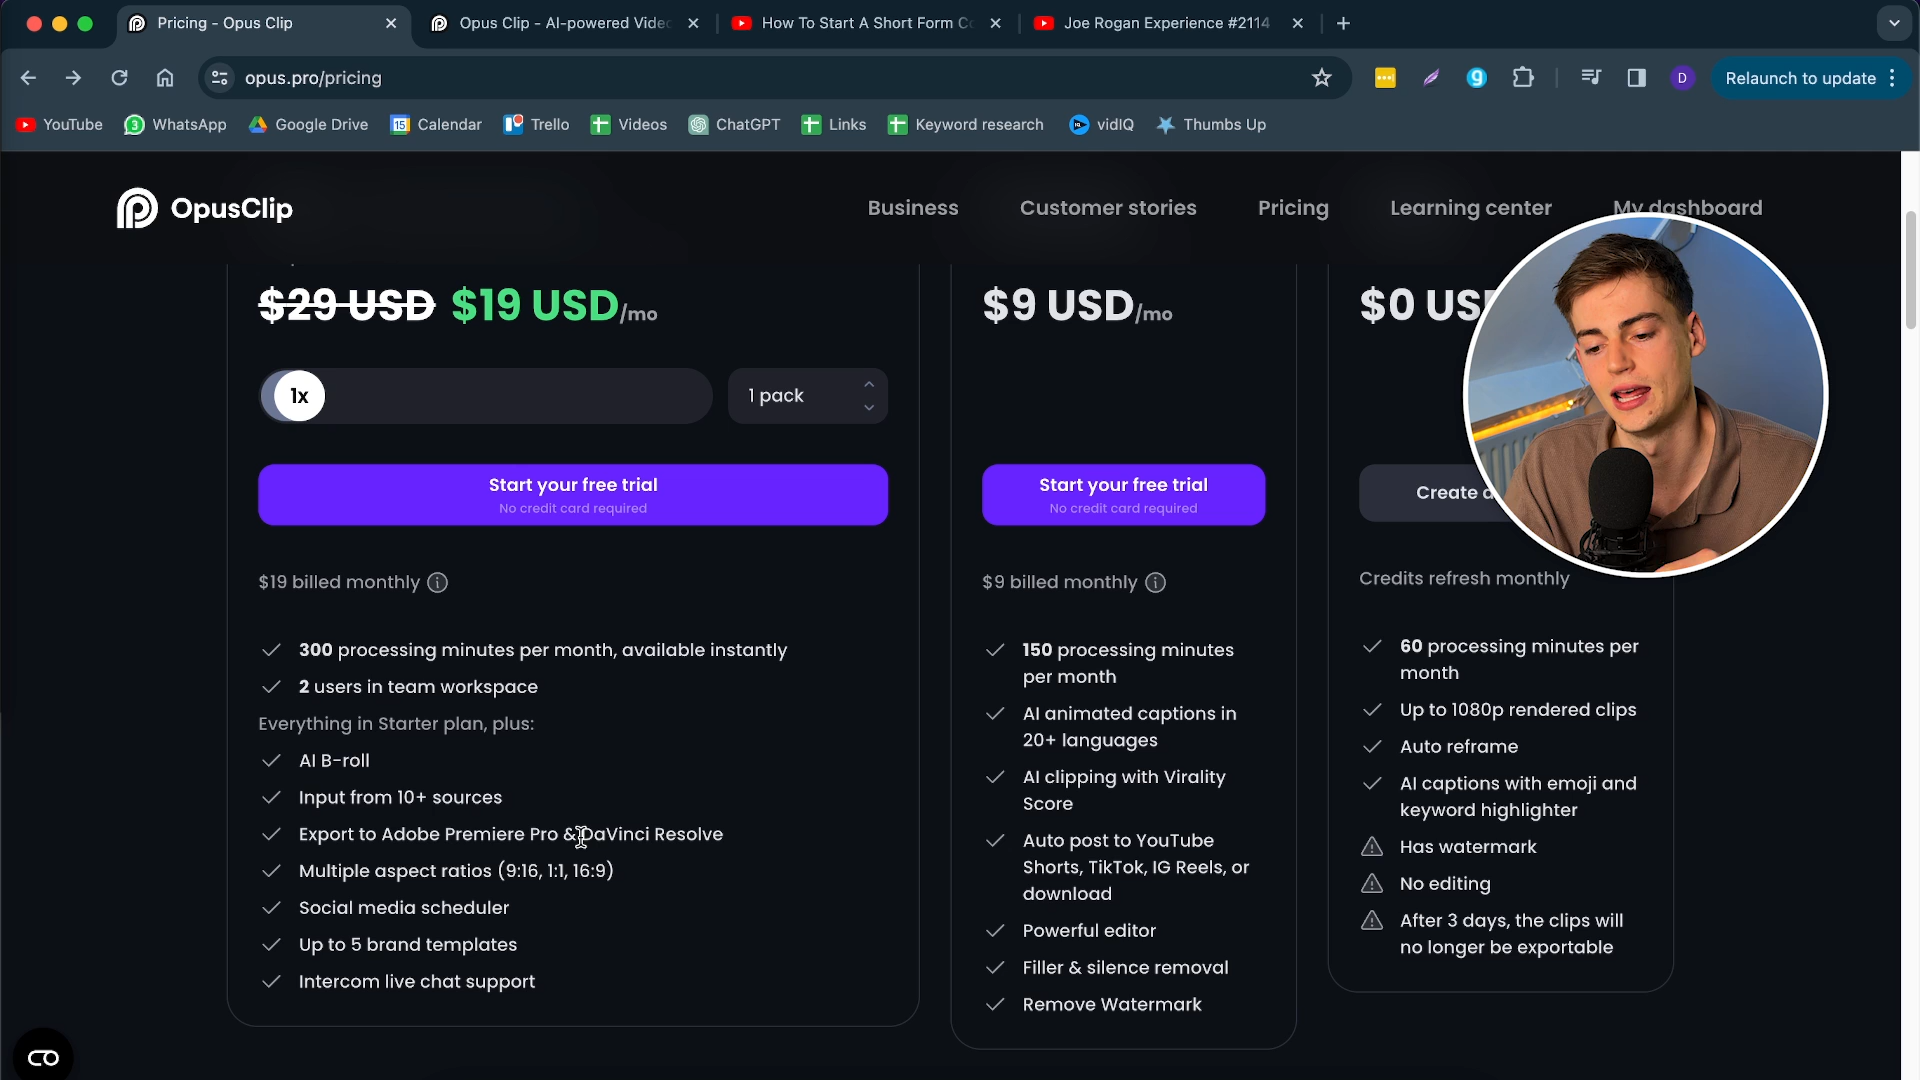 Pricing - Opus Clip
Opus Clip - AI-powered Vide
How To Start A Short Form C
Joe Rogan Experience #2114
opus.pro/pricing
D
Relaunch to update
YouTube
3
WhatsApp
Google Drive
15
Calendar
Trello
Videos
ChatGPT
Links
Keyword research
vidIQ
Thumbs Up
OpusClip
Business
Customer stories
Pricing
Learning center
My dashboard
$29 USD $19 USD/mo
1x
1 pack
Start your free trial
No credit card required
$19 billed monthly
300 processing minutes per month, available instantly
2 users in team workspace
Everything in Starter plan, plus:
AI B-roll
Input from 10+ sources
Export to Adobe Premiere Pro & DaVinci Resolve
Multiple aspect ratios (9:16, 1:1, 16:9)
Social media scheduler
Up to 5 brand templates
Intercom live chat support
$9 USD/mo
Start your free trial
No credit card required
$9 billed monthly
150 processing minutes
per month
AI animated captions in
20+ languages
AI clipping with Virality
Score
Auto post to YouTube
Shorts, TikTok, IG Reels, or
download
Powerful editor
Filler & silence removal
Remove Watermark
$0 US
Create a
Credits refresh monthly
60 processing minutes per
month
Up to 1080p rendered clips
Auto reframe
AI captions with emoji and
keyword highlighter
Has watermark
No editing
After 3 days, the clips will
no longer be exportable